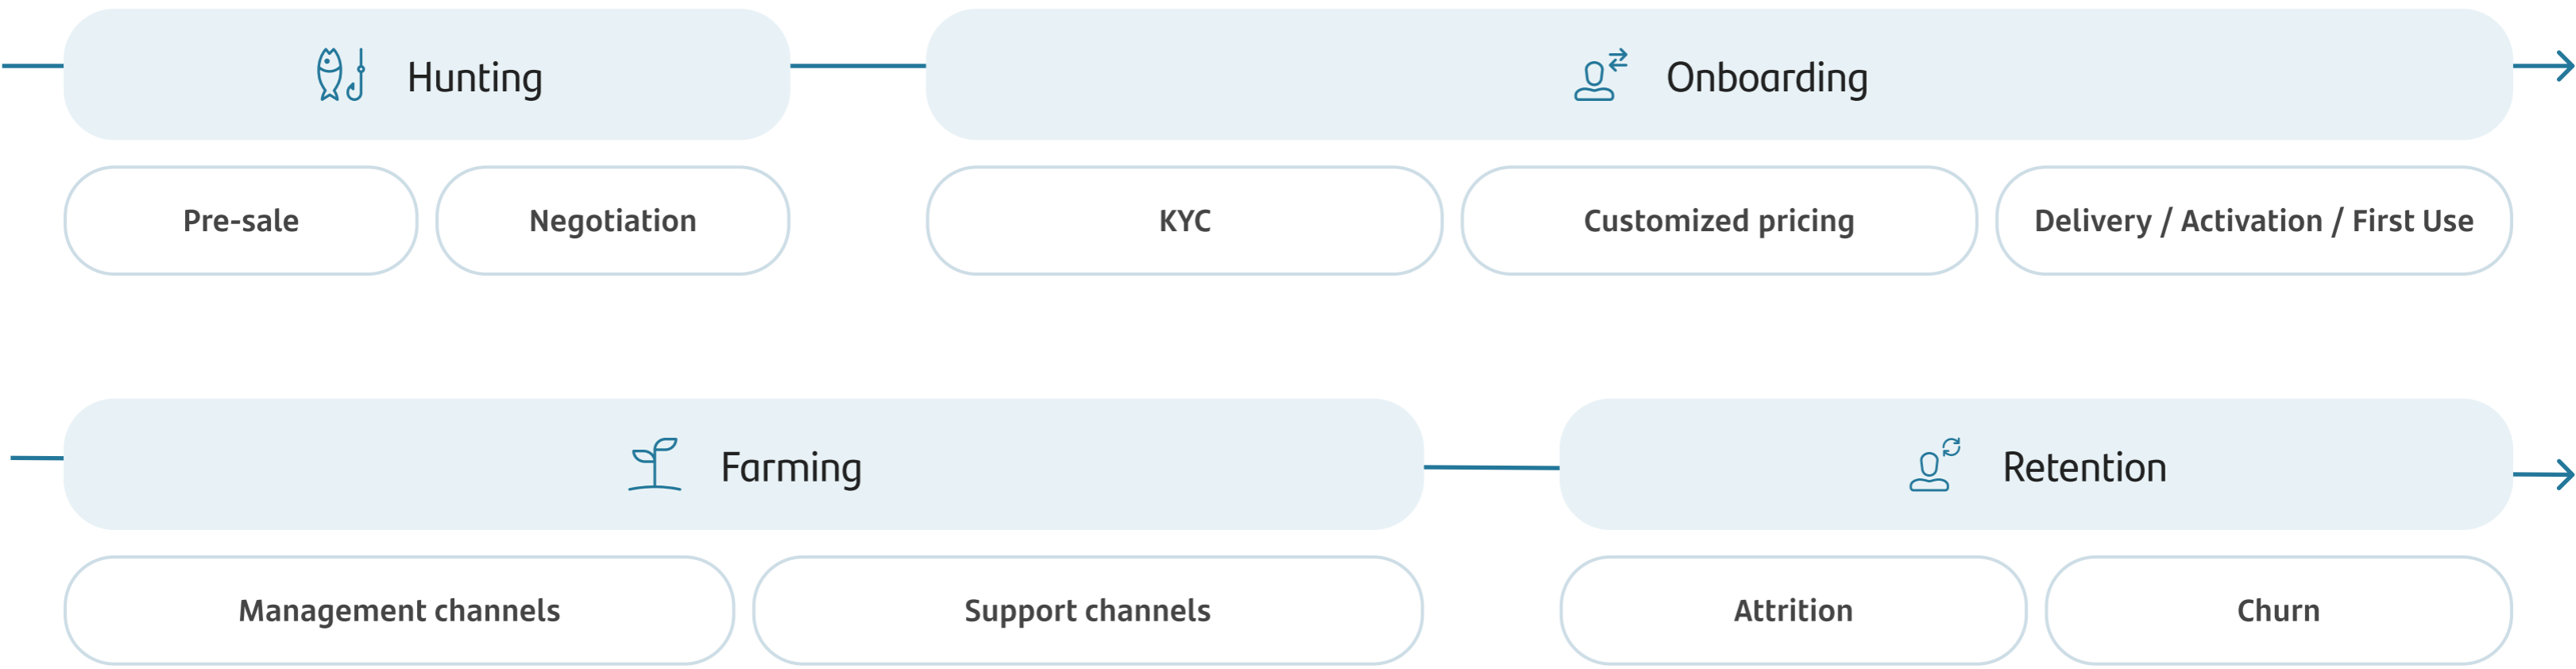 Hunting
Onboarding
Pre-sale
Negotiation
KYC
Customized pricing
Delivery / Activation / First Use
Farming
Retention
Management channels
Support channels
Attrition
Churn